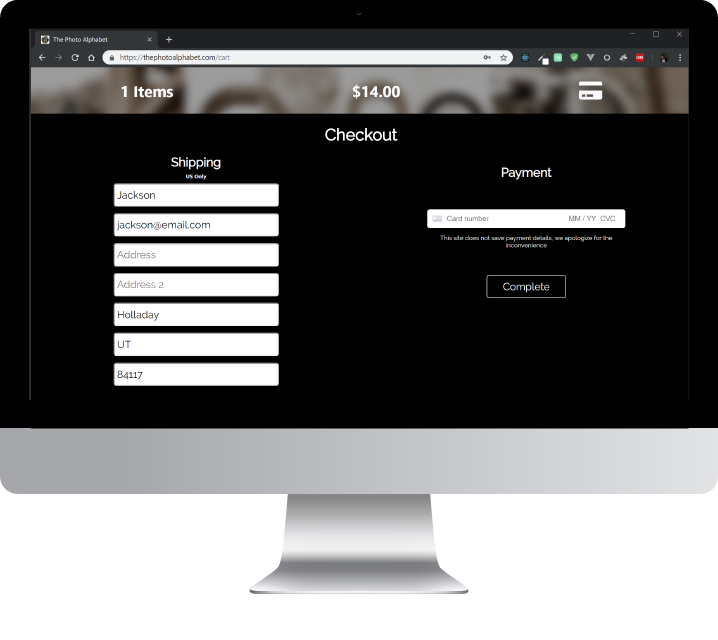 The Photo Alphabet
https://thephotoalphabet.com/cart
1 Items $14.00
Checkout
Shipping
US Only
Jackson
jackson@email.com
Address
Address 2
Holladay
UT
84117
Payment
Card number MM / YY CVC
This site does not save payment details, we apologize for the
inconvenience
Complete